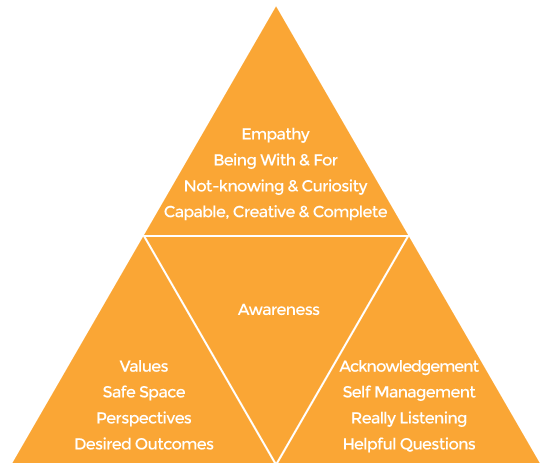 Empathy
Being With & For
Not-knowing & Curiosity
Capable, Creative & Complete
Awareness
Values
Safe Space
Perspectives
Desired Outcomes
Acknowledgement
Self Management
Really Listening
Helpful Questions